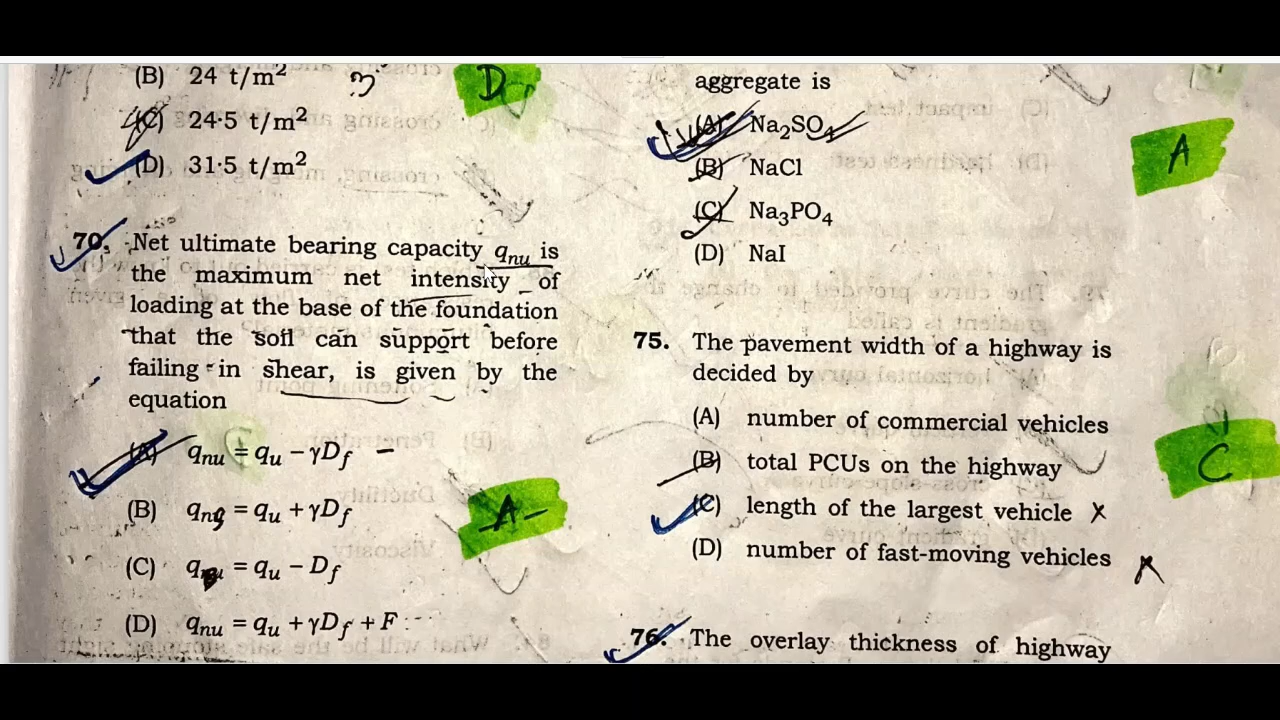 (B) 24 t/m²
(C) 24·5 t/m²
(D) 31·5 t/m²
D
70. Net ultimate bearing capacity qnu is
the maximum net intensity of
loading at the base of the foundation
that the soil can support before
failing in shear, is given by the
equation
(A) qnu = qu − γDf
(B) qnu = qu + γDf
(C) qnu = qu − Df
(D) qnu = qu + γDf + F
A
aggregate is
(A) Na₂SO₄
(B) NaCl
(C) Na₃PO₄
(D) NaI
A
75. The pavement width of a highway is
decided by
(A) number of commercial vehicles
(B) total PCUs on the highway
(C) length of the largest vehicle x
(D) number of fast-moving vehicles
C
76. The overlay thickness of highway